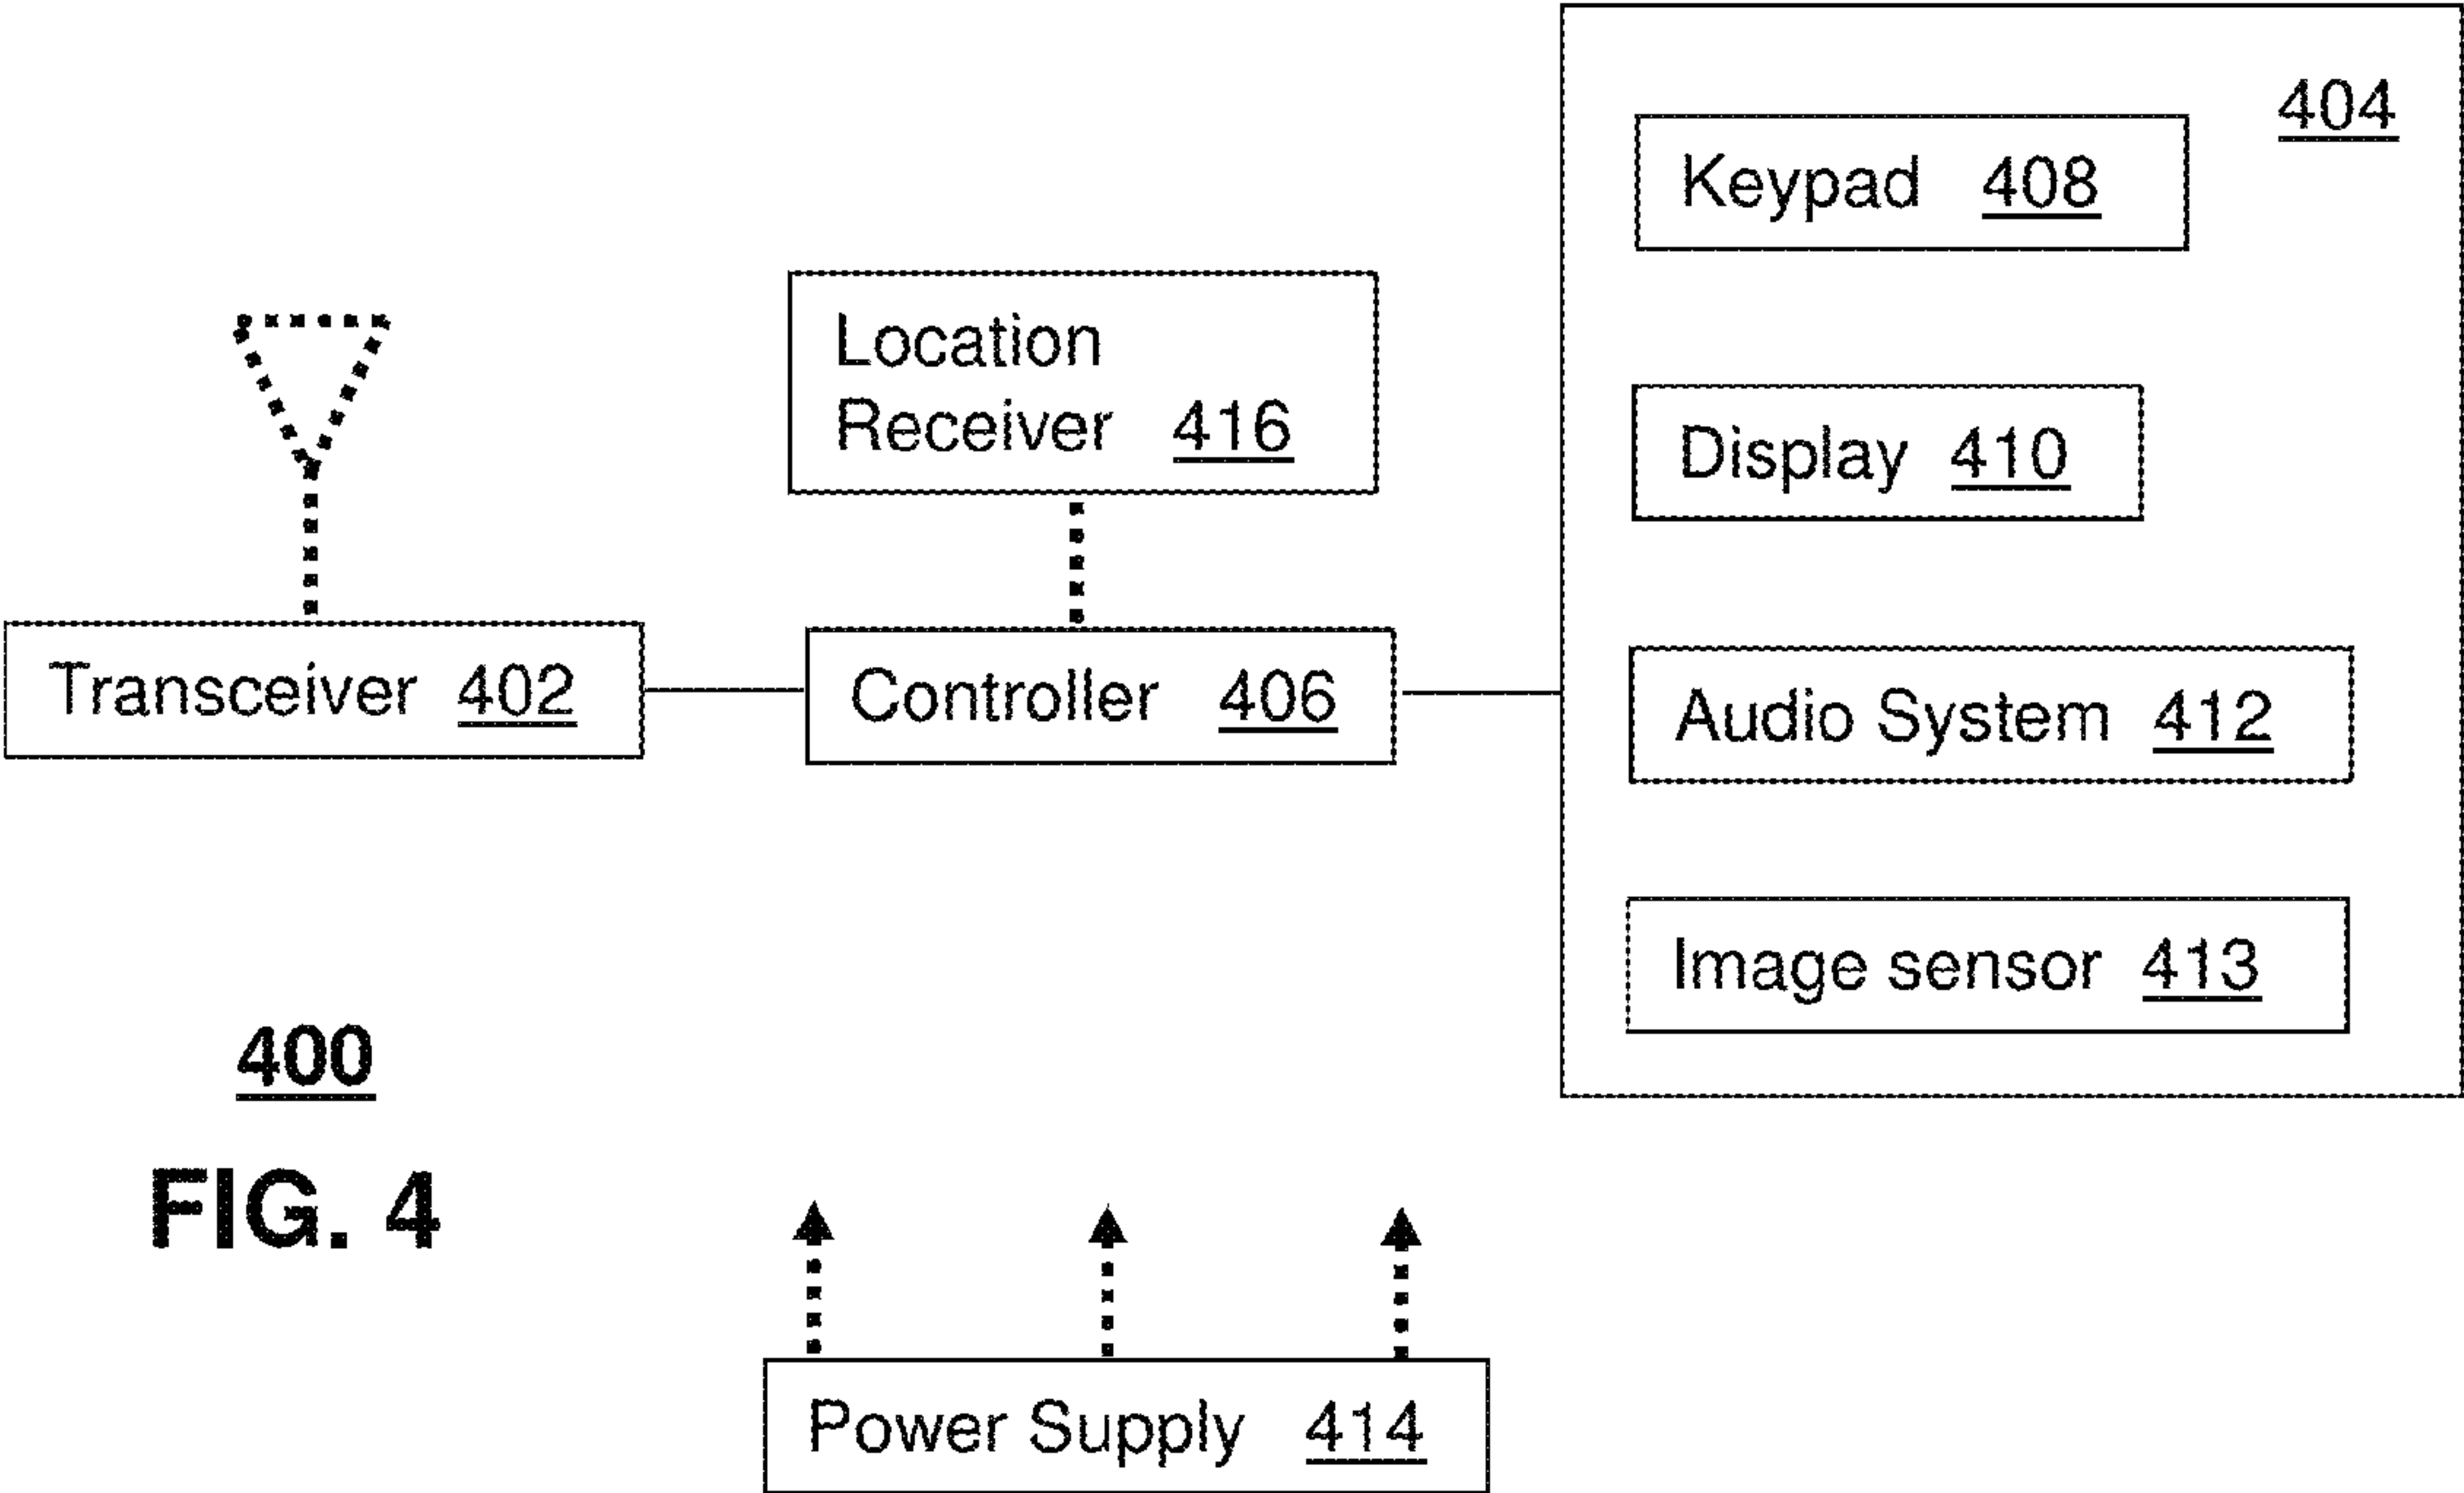 404
Keypad 408
Location
Receiver 416
Display 410
Transceiver 402
Controller 406
Audio System 412
Image sensor 413
400
FIG. 4
Power Supply 414